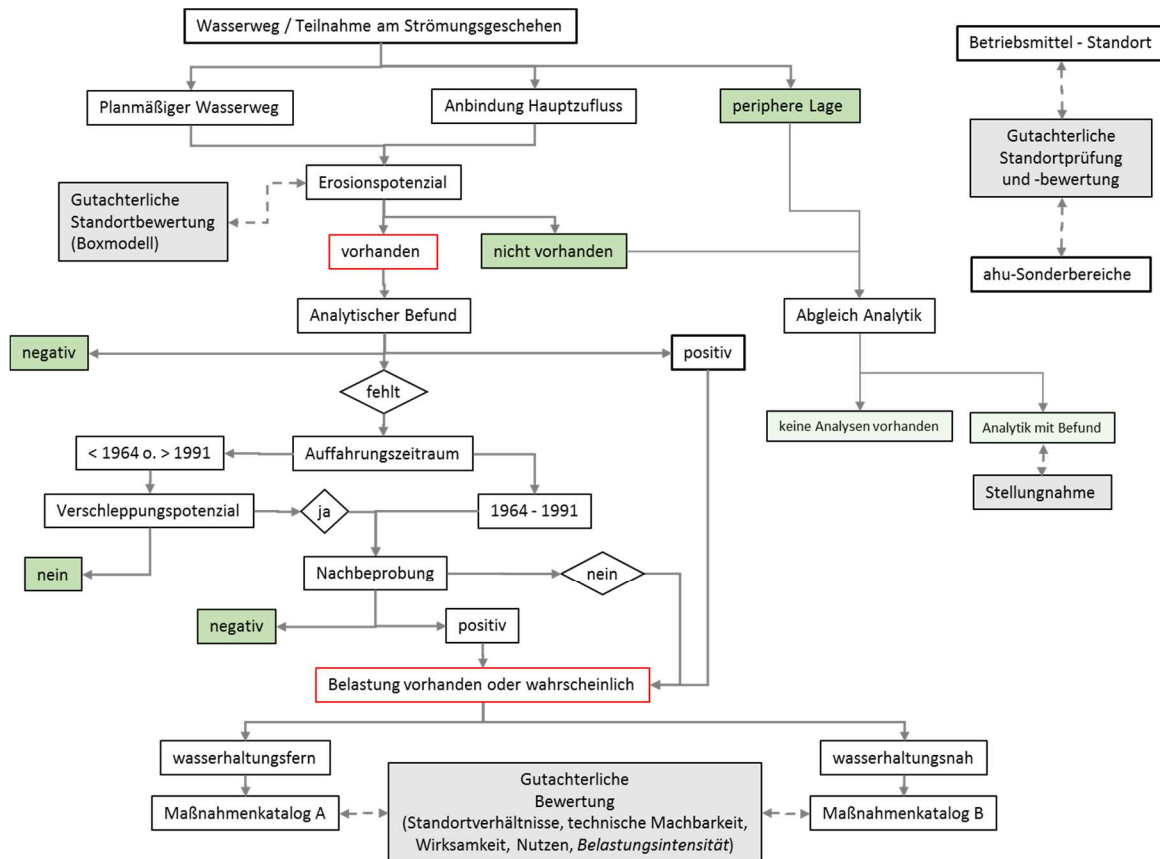 Wasserweg / Teilnahme am Strömungsgeschehen
Betriebsmittel - Standort
Planmäßiger Wasserweg
Anbindung Hauptzufluss
periphere Lage
Gutachterliche
Standortprüfung
und -bewertung
Erosionspotenzial
Gutachterliche
Standortbewertung
(Boxmodell)
vorhanden
nicht vorhanden
ahu-Sonderbereiche
Analytischer Befund
Abgleich Analytik
negativ
positiv
fehlt
keine Analysen vorhanden
Analytik mit Befund
< 1964 o. > 1991
Auffahrungszeitraum
Stellungnahme
Verschleppungspotenzial
ja
1964 - 1991
nein
Nachbeprobung
nein
negativ
positiv
Belastung vorhanden oder wahrscheinlich
wasserhaltungsfern
wasserhaltungsnah
Maßnahmenkatalog A
Gutachterliche
Bewertung
(Standortverhältnisse, technische Machbarkeit,
Wirksamkeit, Nutzen, Belastungsintensität)
Maßnahmenkatalog B